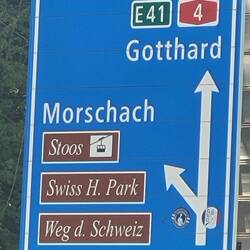 E41 4
Gotthard
Morschach
Stoos
Swiss H. Park
Weg d. Schweiz